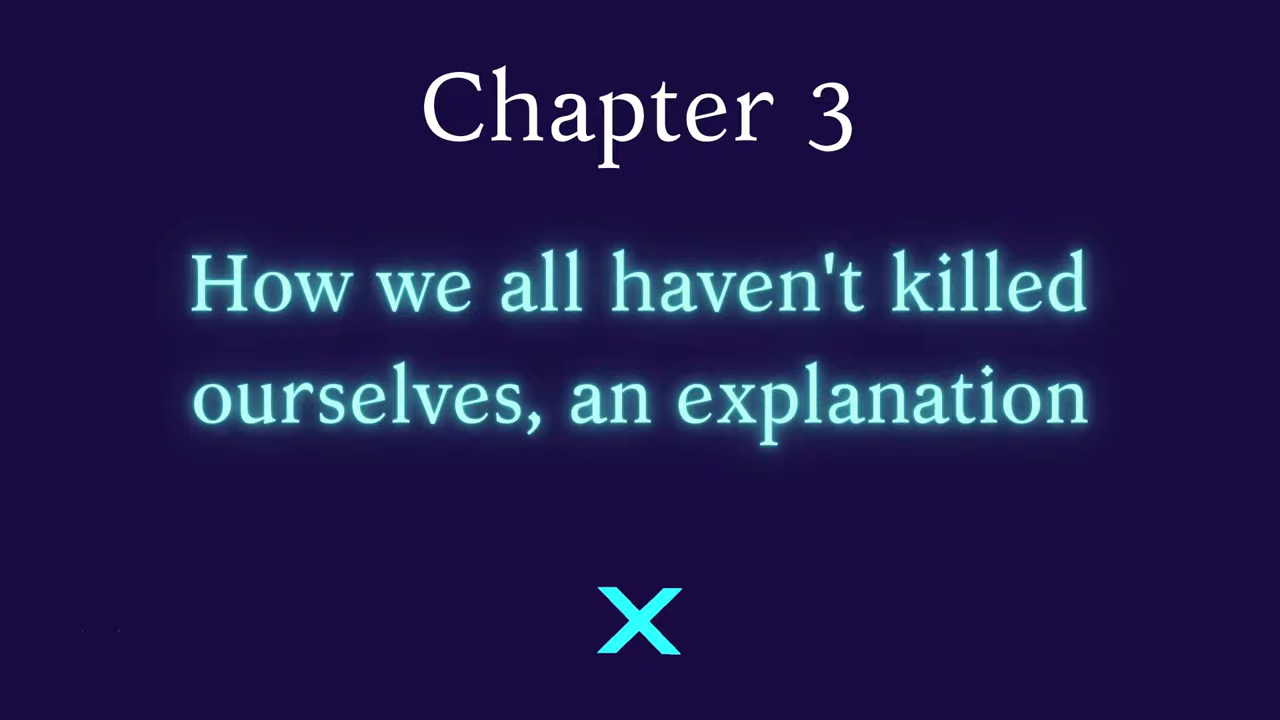 Chapter 3
How we all haven't killed
ourselves, an explanation
X